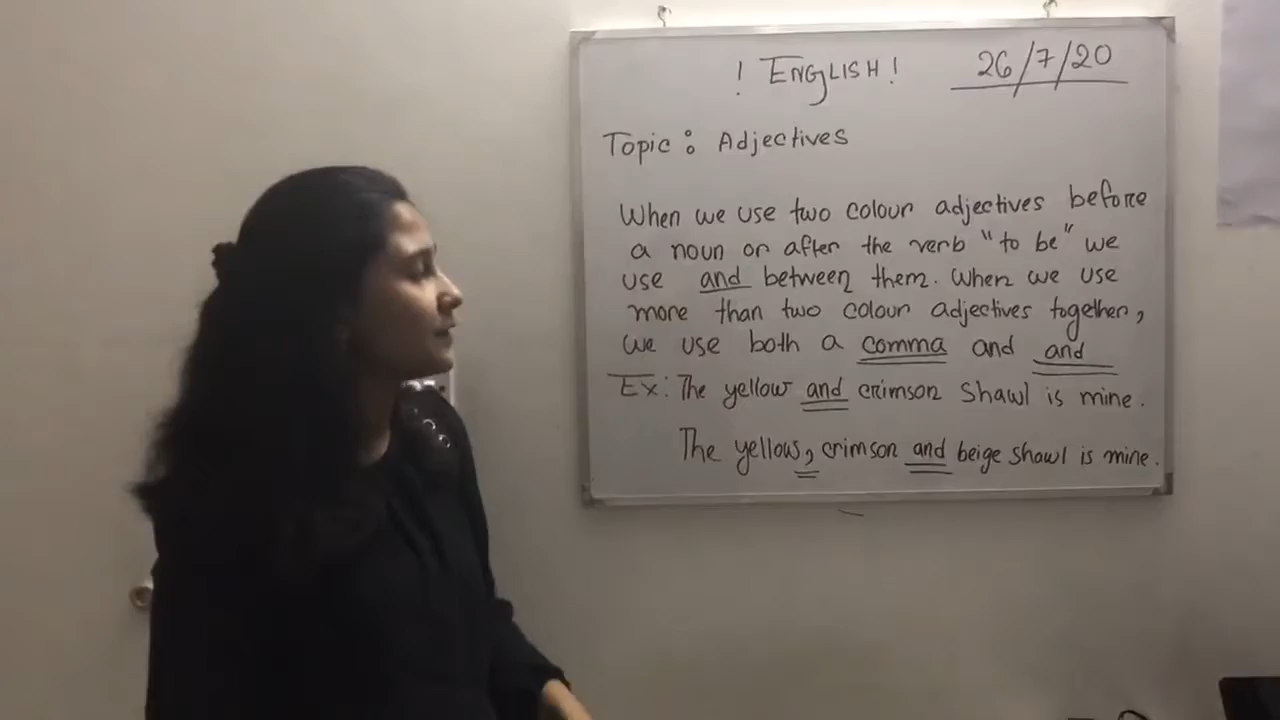 ! ENGLISH! 26/7/20
Topic: Adjectives
When we use two colour adjectives before
a noun or after the verb "to be" we
use and between them. When we use
more than two colour adjectives together,
we use both a comma and and
Ex: The yellow and crimson Shawl is mine.
The yellow, crimson and beige shawl is mine.